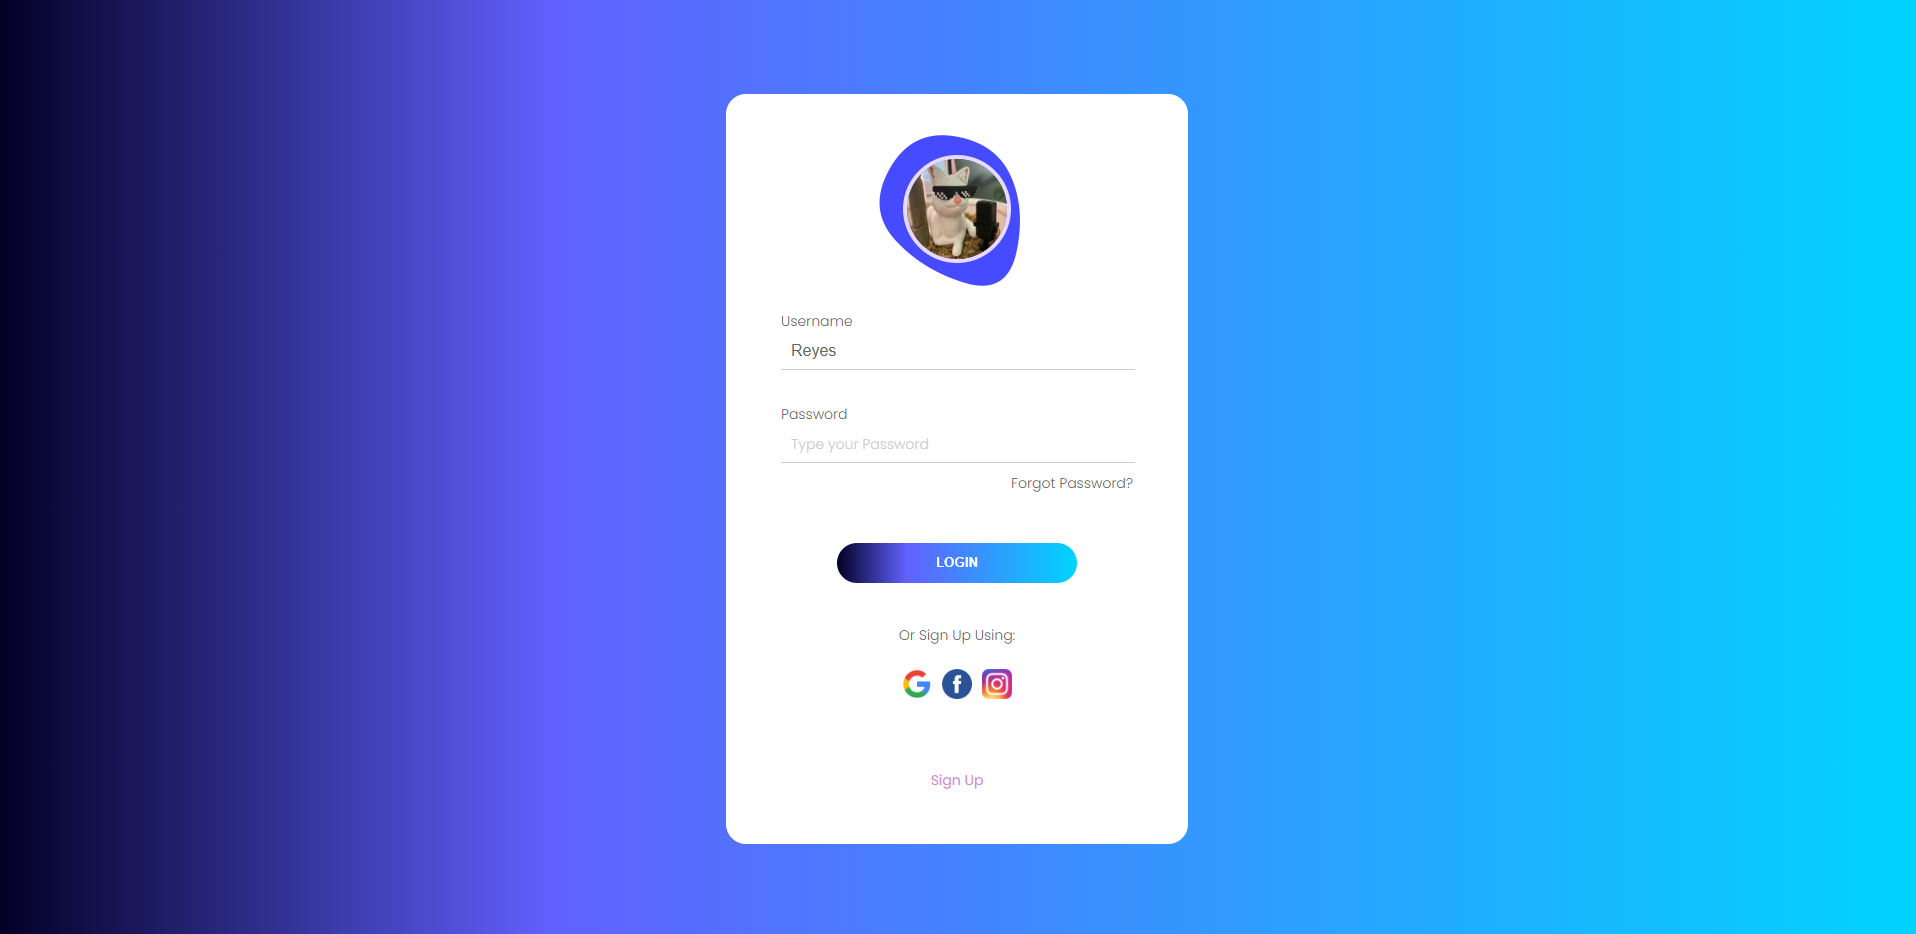 Username
Reyes
Password
Type your Password
Forgot Password?
LOGIN
Or Sign Up Using:
Sign Up